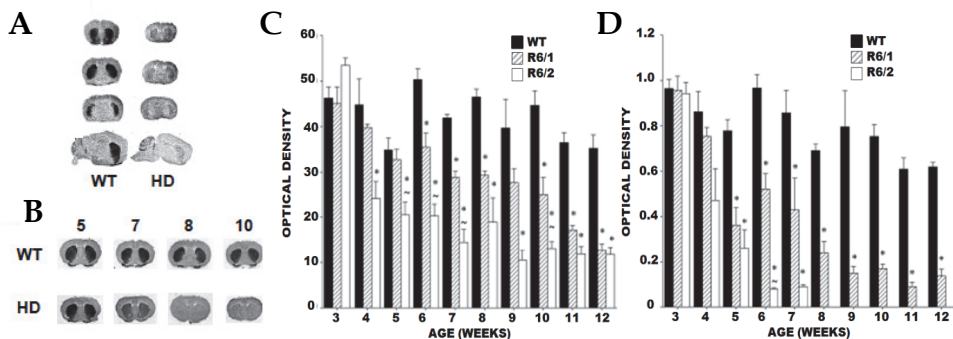 A
WT HD
B
5 7 8 10
WT
HD
C
OPTICAL DENSITY
60
50
40
30
20
10
0
WT
R6/1
R6/2
* * ~ * * ~ * * ~ * * * * * ~ * * * *
3 4 5 6 7 8 9 10 11 12
AGE (WEEKS)
D
OPTICAL DENSITY
1.2
1.0
0.8
0.6
0.4
0.2
0
WT
R6/1
R6/2
* * * * ~ * * * * * * *
3 4 5 6 7 8 9 10 11 12
AGE (WEEKS)